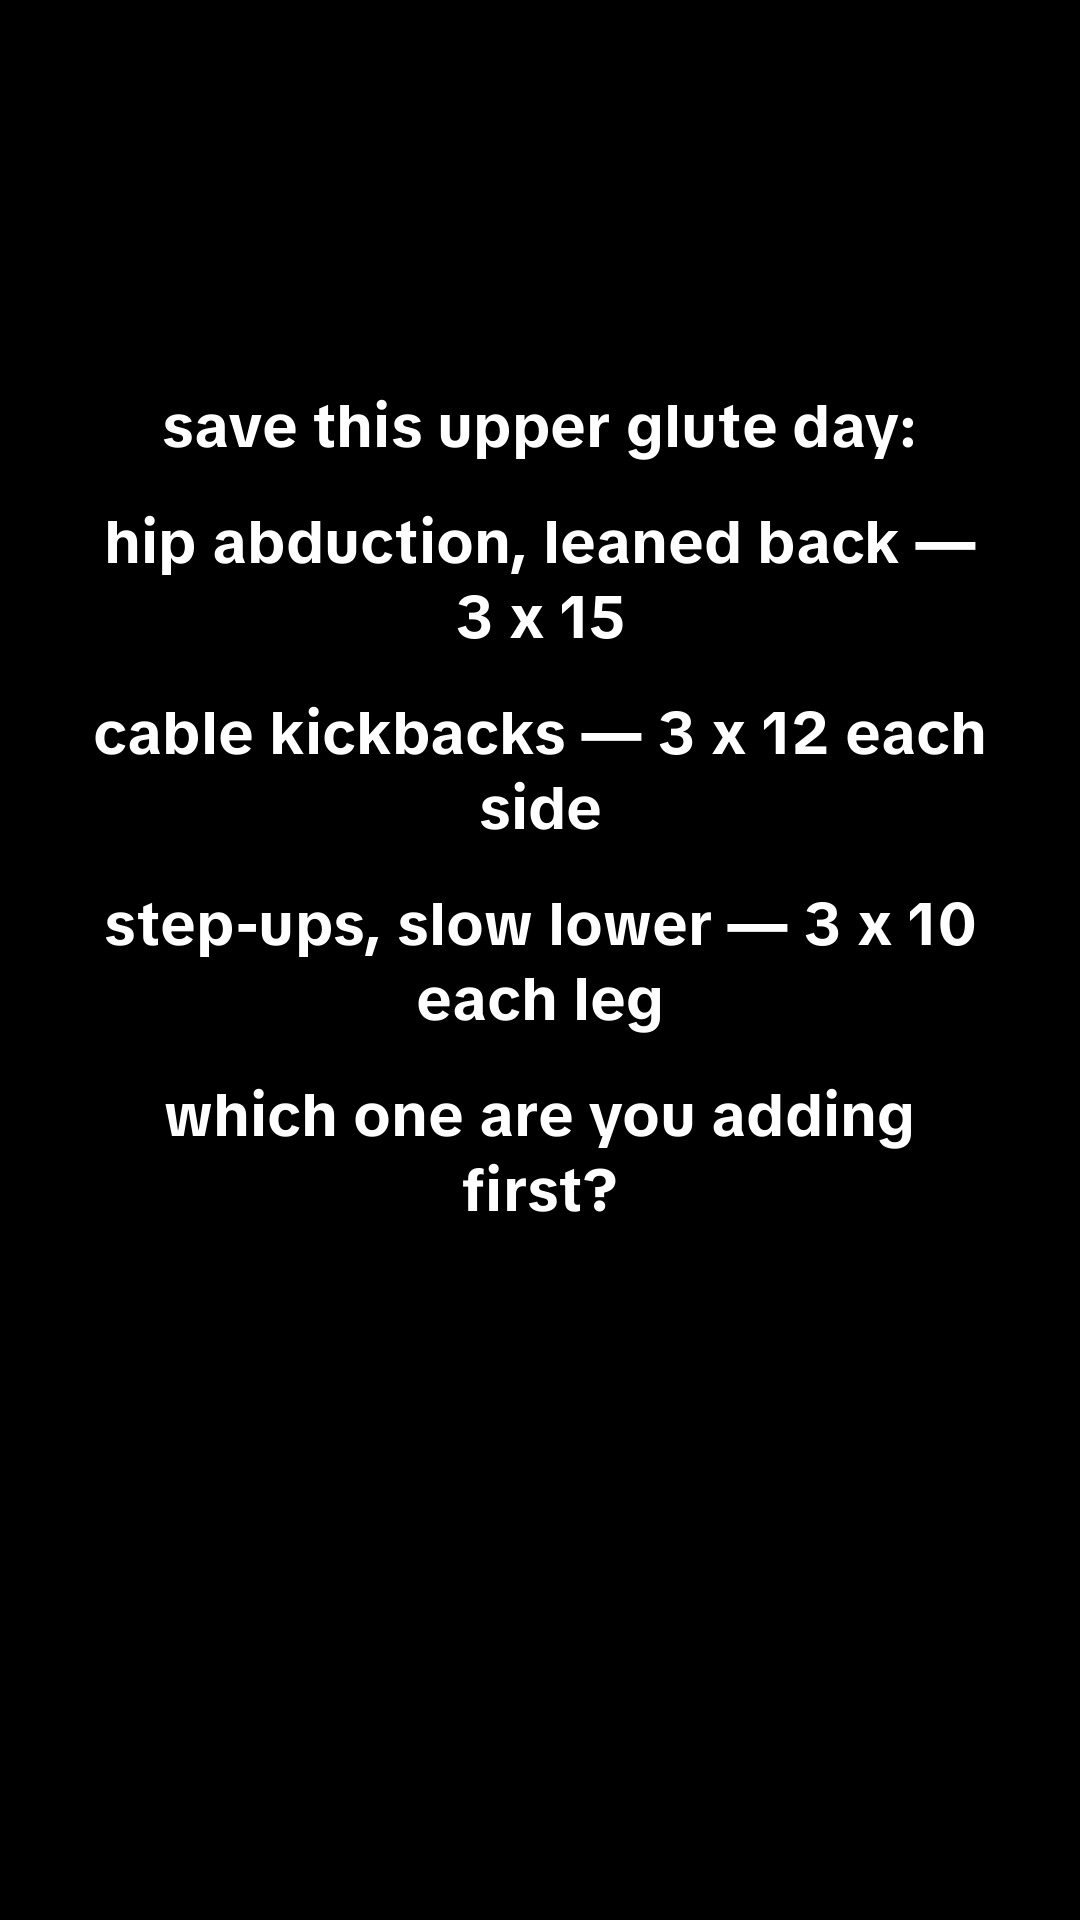 save this upper glute day:
hip abduction, leaned back —
3 x 15
cable kickbacks — 3 x 12 each
side
step-ups, slow lower — 3 x 10
each leg
which one are you adding
first?